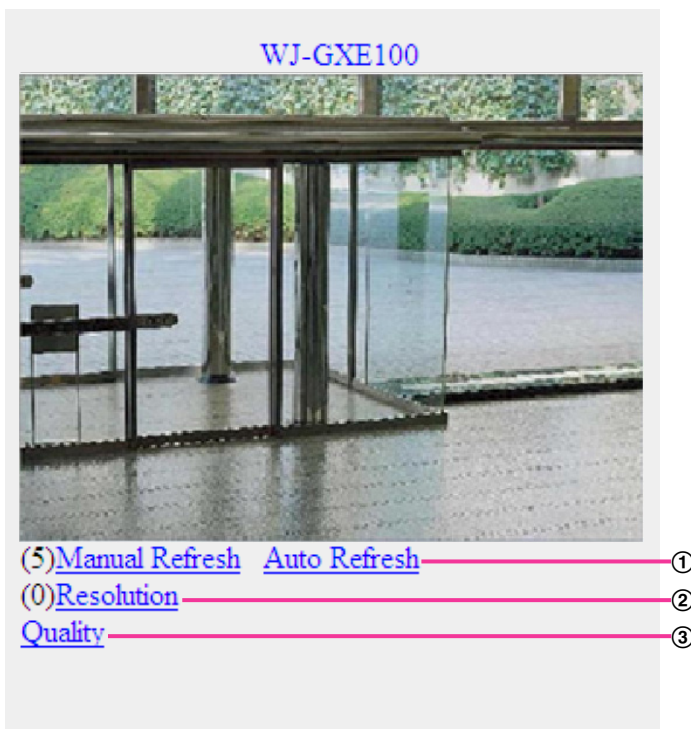 WJ-GXE100
(5)Manual Refresh Auto Refresh ①
(0)Resolution ②
Quality ③